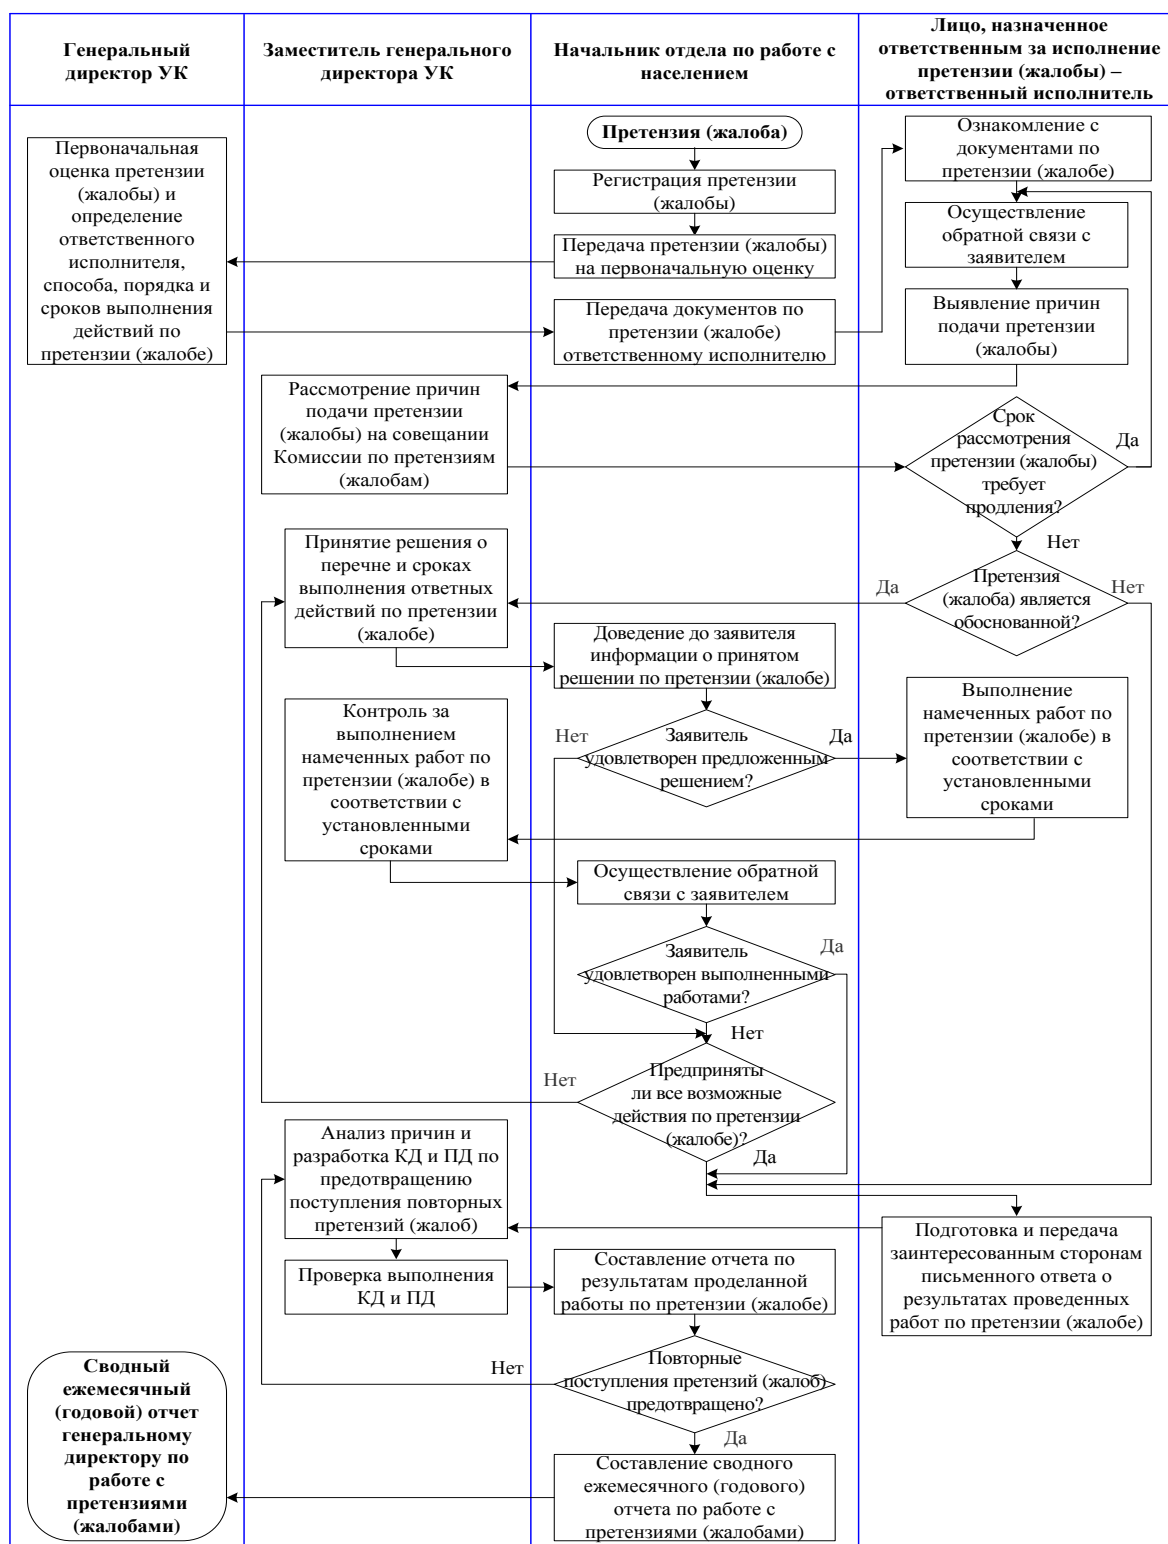 Генеральный
директор УК
Заместитель генерального
директора УК
Начальник отдела по работе с
населением
Лицо, назначенное
ответственным за исполнение
претензии (жалобы) –
ответственный исполнитель
Претензия (жалоба)
Регистрация претензии
(жалобы)
Передача претензии (жалобы)
на первоначальную оценку
Первоначальная
оценка претензии
(жалобы) и
определение
ответственного
исполнителя,
способа, порядка и
сроков выполнения
действий по
претензии (жалобе)
Передача документов по
претензии (жалобе)
ответственному исполнителю
Ознакомление с
документами по
претензии (жалобе)
Осуществление
обратной связи с
заявителем
Выявление причин
подачи претензии
(жалобы)
Рассмотрение причин
подачи претензии
(жалобы) на совещании
Комиссии по претензиям
(жалобам)
Срок
рассмотрения
претензии (жалобы)
требует
продления?
Да
Нет
Претензия
(жалоба) является
обоснованной?
Да
Нет
Принятие решения о
перечне и сроках
выполнения ответных
действий по претензии
(жалобе)
Доведение до заявителя
информации о принятом
решении по претензии (жалобе)
Заявитель
удовлетворен предложенным
решением?
Нет
Да
Выполнение
намеченных работ по
претензии (жалобе) в
соответствии с
установленными
сроками
Контроль за
выполнением
намеченных работ по
претензии (жалобе) в
соответствии с
установленными
сроками
Осуществление обратной
связи с заявителем
Заявитель
удовлетворен выполненными
работами?
Да
Нет
Предприняты
ли все возможные
действия по претензии
(жалобе)?
Нет
Да
Подготовка и передача
заинтересованным сторонам
письменного ответа о
результатах проведенных
работ по претензии (жалобе)
Анализ причин и
разработка КД и ПД по
предотвращению
поступления повторных
претензий (жалоб)
Проверка выполнения
КД и ПД
Составление отчета по
результатам проделанной
работы по претензии (жалобе)
Повторные
поступления претензий (жалоб)
предотвращено?
Нет
Да
Составление сводного
ежемесячного (годового)
отчета по работе с
претензиями (жалобами)
Сводный
ежемесячный
(годовой) отчет
генеральному
директору по
работе с
претензиями
(жалобами)